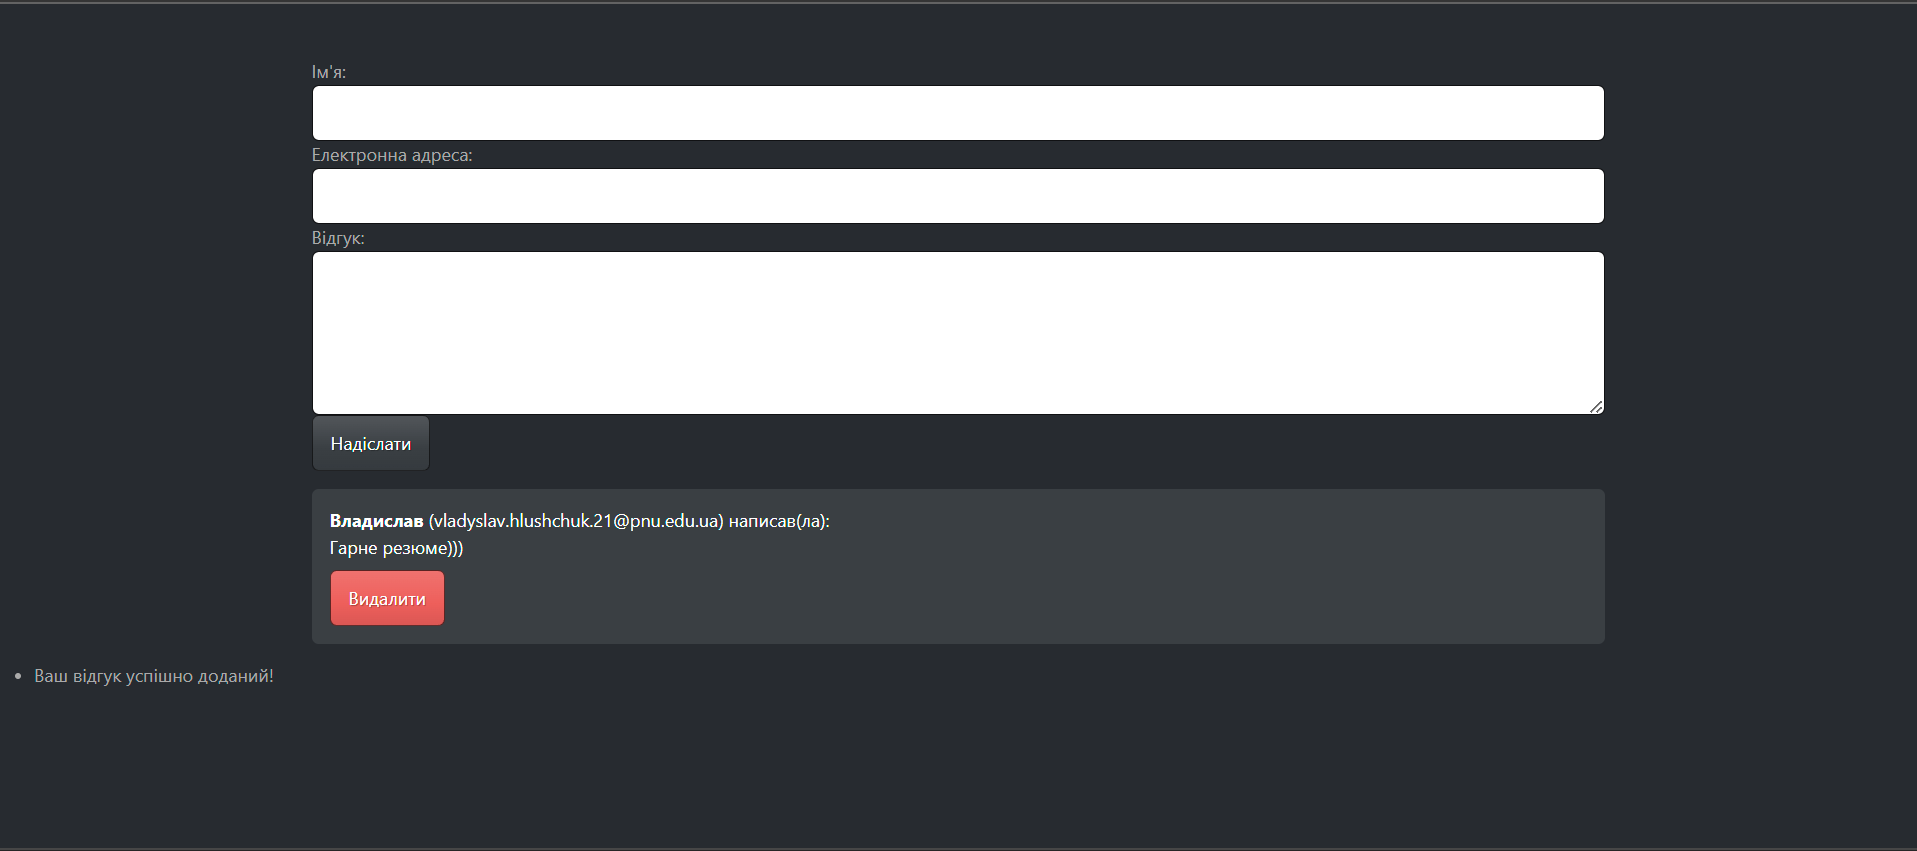 Ім'я:
Електронна адреса:
Відгук:
Надіслати
Владислав (vladyslav.hlushchuk.21@pnu.edu.ua) написав(ла):
Гарне резюме)))
Видалити
Ваш відгук успішно доданий!